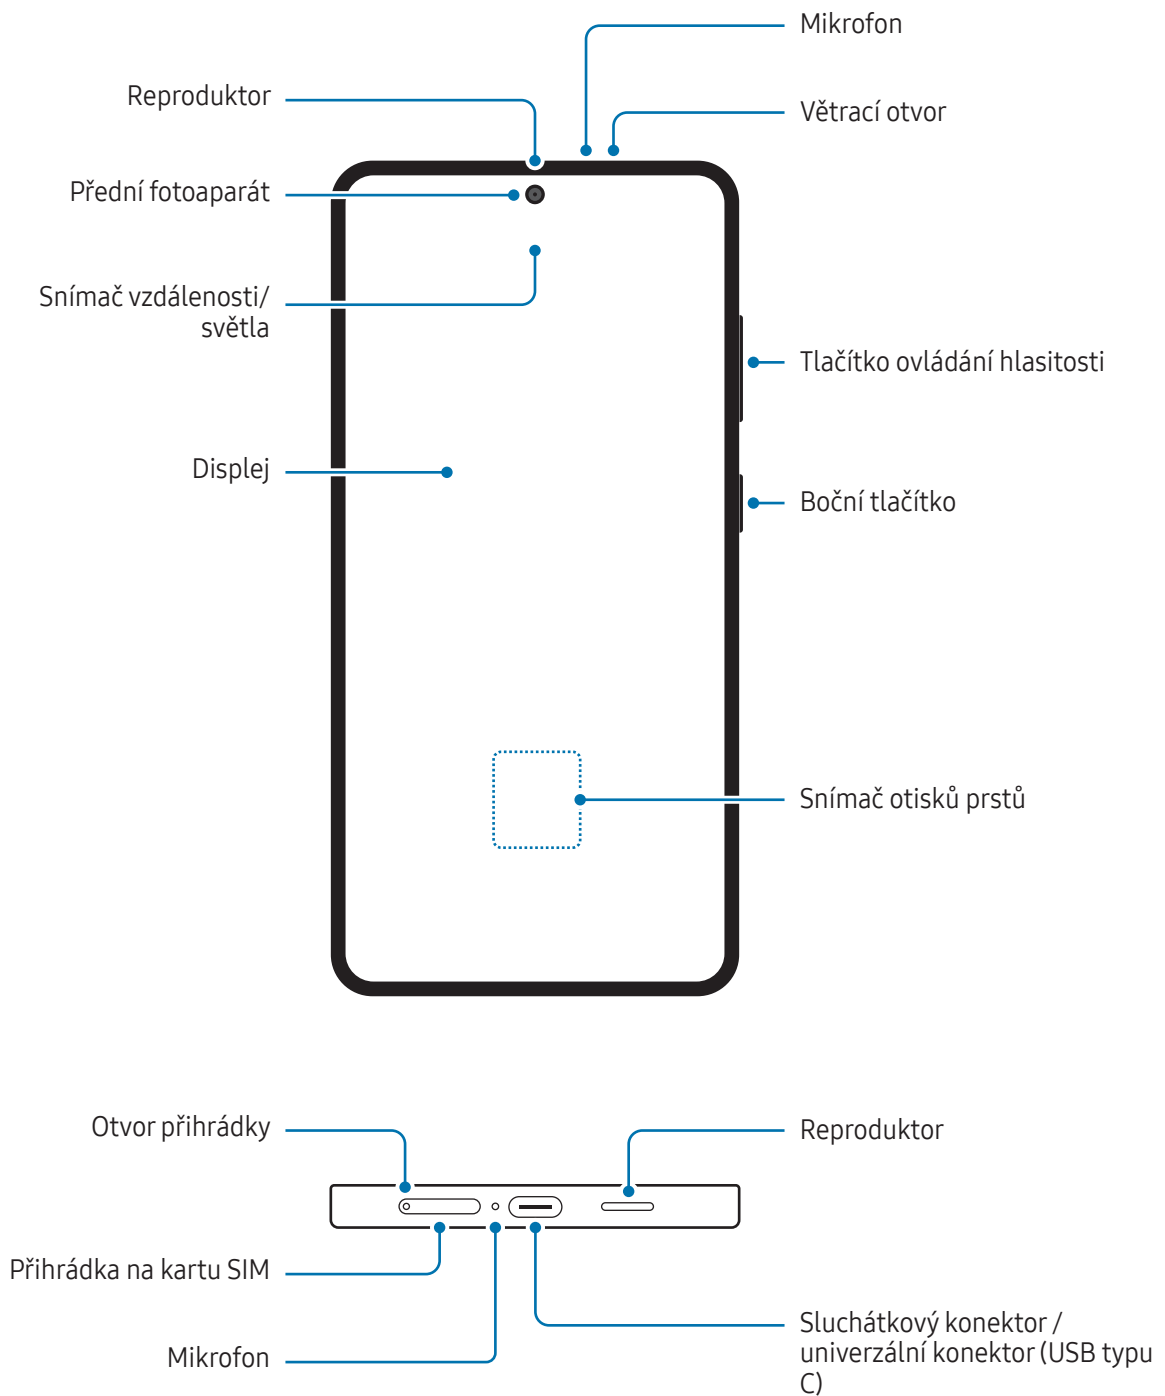 Mikrofon
Reproduktor
Větrací otvor
Přední fotoaparát
Snímač vzdálenosti/
světla
Tlačítko ovládání hlasitosti
Displej
Boční tlačítko
Snímač otisků prstů
Otvor přihrádky
Reproduktor
Přihrádka na kartu SIM
Mikrofon
Sluchátkový konektor /
univerzální konektor (USB typu
C)